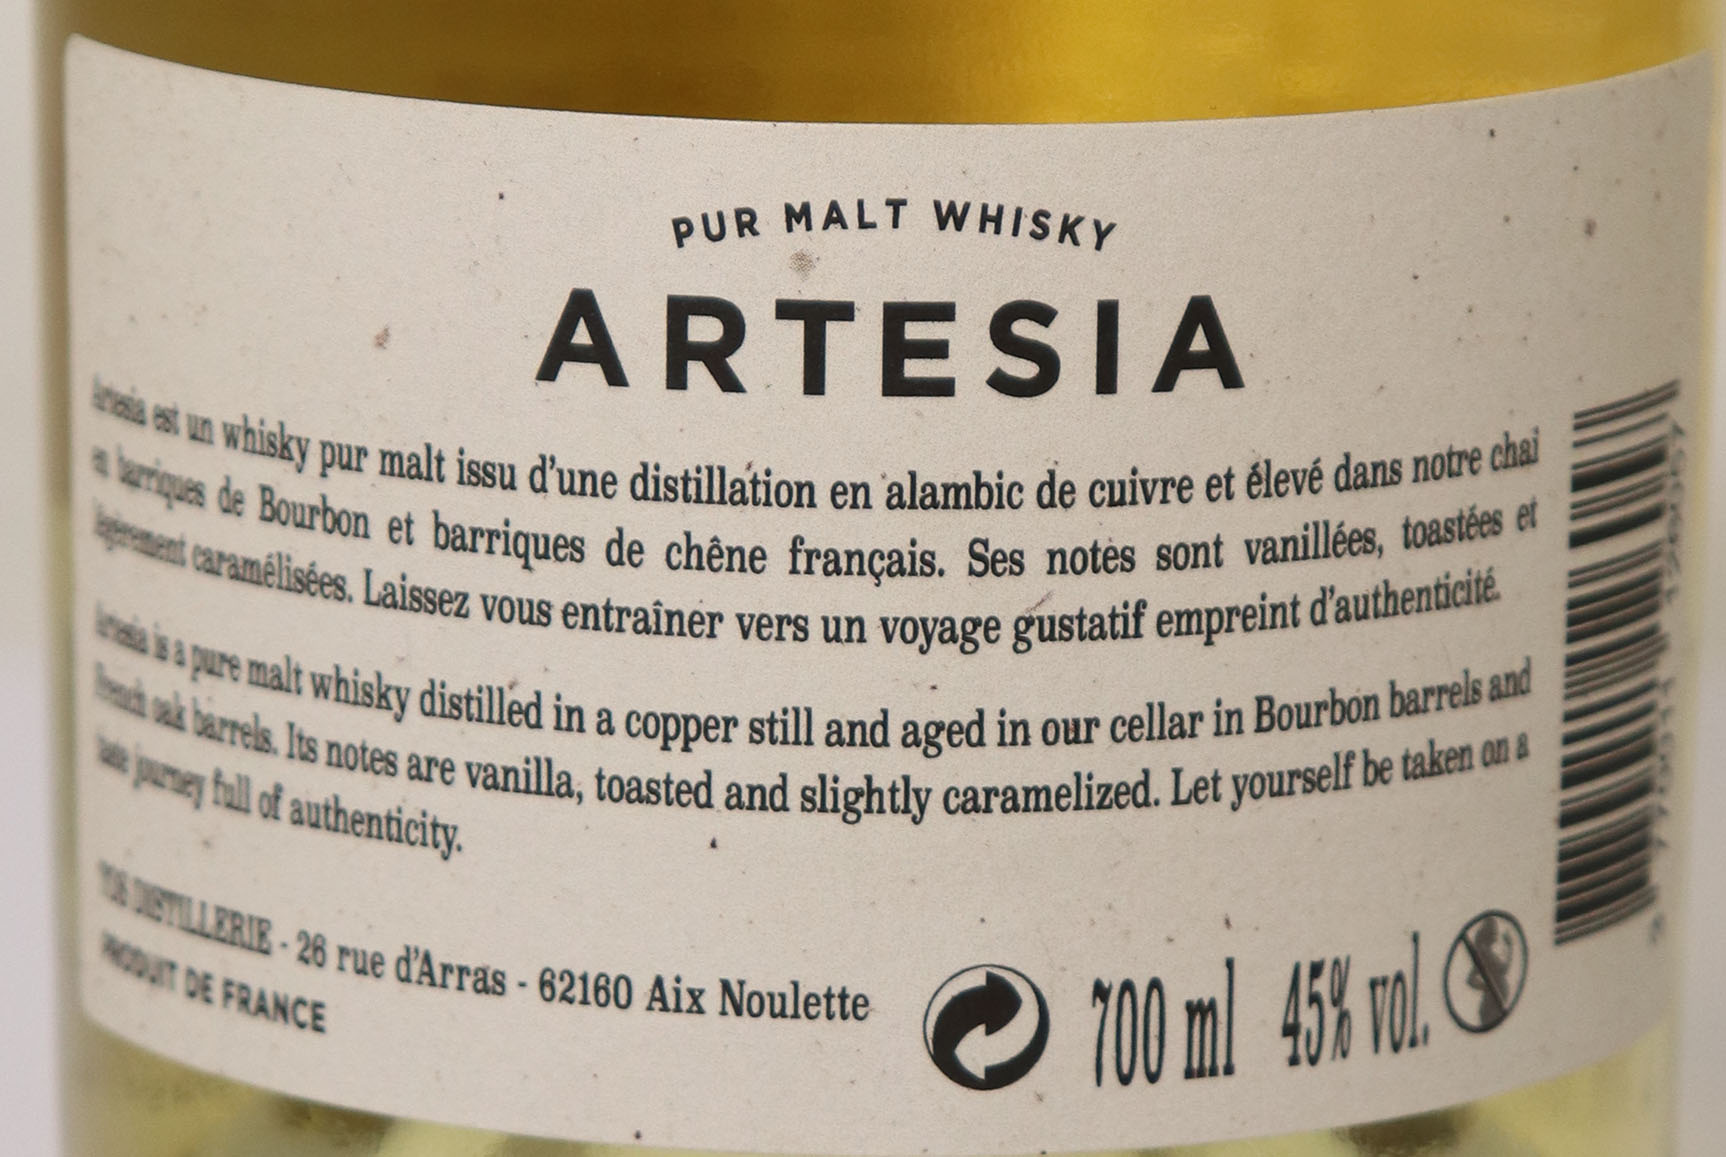 PUR MALT WHISKY
ARTESIA
Artesia est un whisky pur malt issu d'une distillation en alambic de cuivre et élevé dans notre chai
en barriques de Bourbon et barriques de chêne français. Ses notes sont vanillées, toastées et
légèrement caramélisées. Laissez vous entraîner vers un voyage gustatif empreint d'authenticité.
Artesia is a pure malt whisky distilled in a copper still and aged in our cellar in Bourbon barrels and
French oak barrels. Its notes are vanilla, toasted and slightly caramelized. Let yourself be taken on a
taste journey full of authenticity.
TOS DISTILLERIE - 26 rue d'Arras - 62160 Aix Noulette
PRODUIT DE FRANCE
700 ml 45% vol.